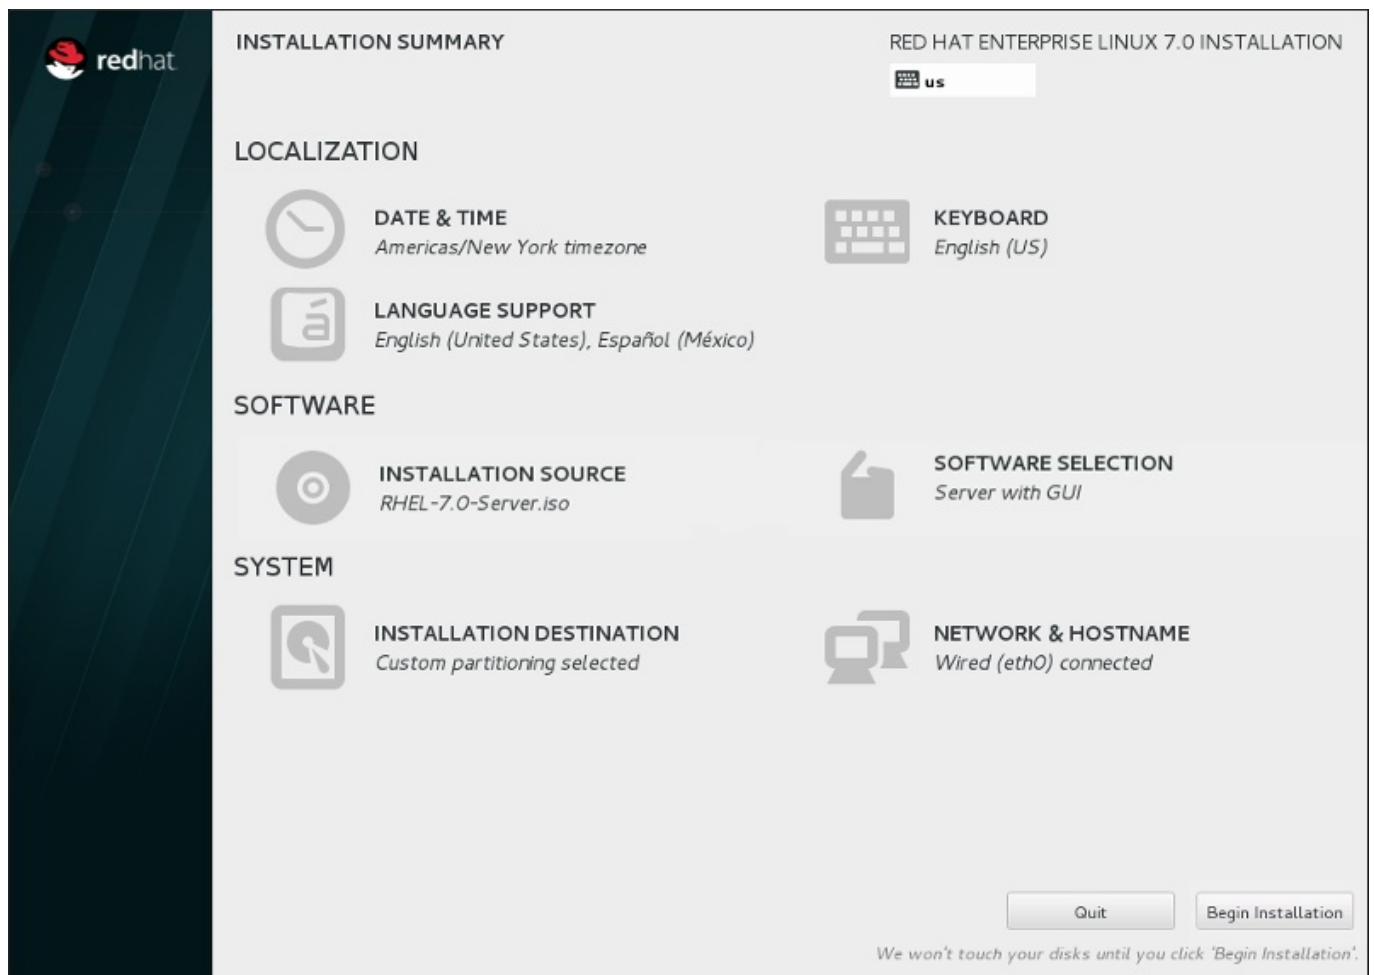 redhat
INSTALLATION SUMMARY
RED HAT ENTERPRISE LINUX 7.0 INSTALLATION
us
LOCALIZATION
DATE & TIME
Americas/New York timezone
KEYBOARD
English (US)
LANGUAGE SUPPORT
English (United States), Español (México)
SOFTWARE
INSTALLATION SOURCE
RHEL-7.0-Server.iso
SOFTWARE SELECTION
Server with GUI
SYSTEM
INSTALLATION DESTINATION
Custom partitioning selected
NETWORK & HOSTNAME
Wired (eth0) connected
Quit
Begin Installation
We won't touch your disks until you click 'Begin Installation'.